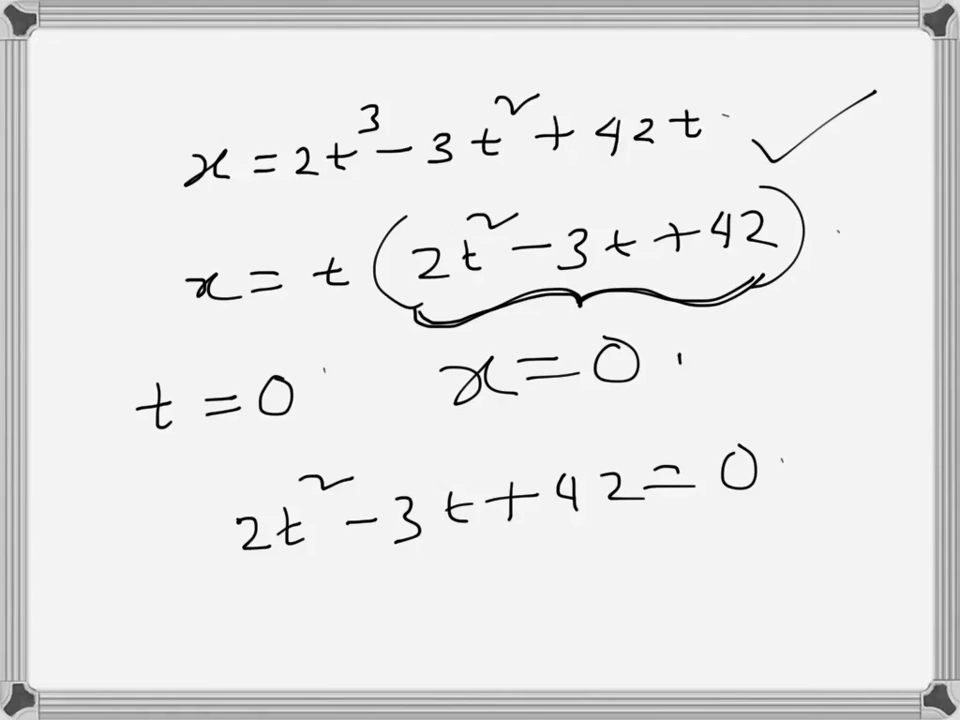 x = 2t³ - 3t² + 42t
x = t (2t² - 3t + 42)
t = 0 x = 0
2t² - 3t + 42 = 0